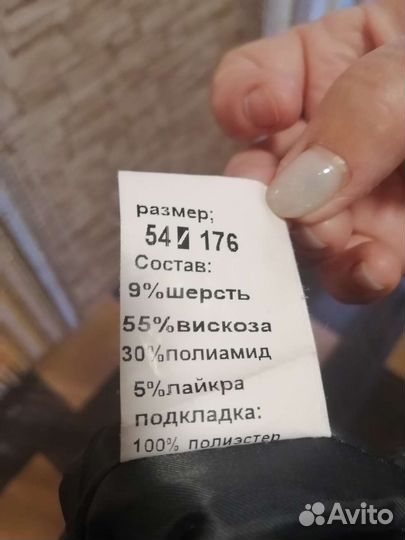 размер;
54/176
Состав:
9%шерсть
55%вискоза
30%полиамид
5%лайкра
подкладка:
100% полиэстер
Avito